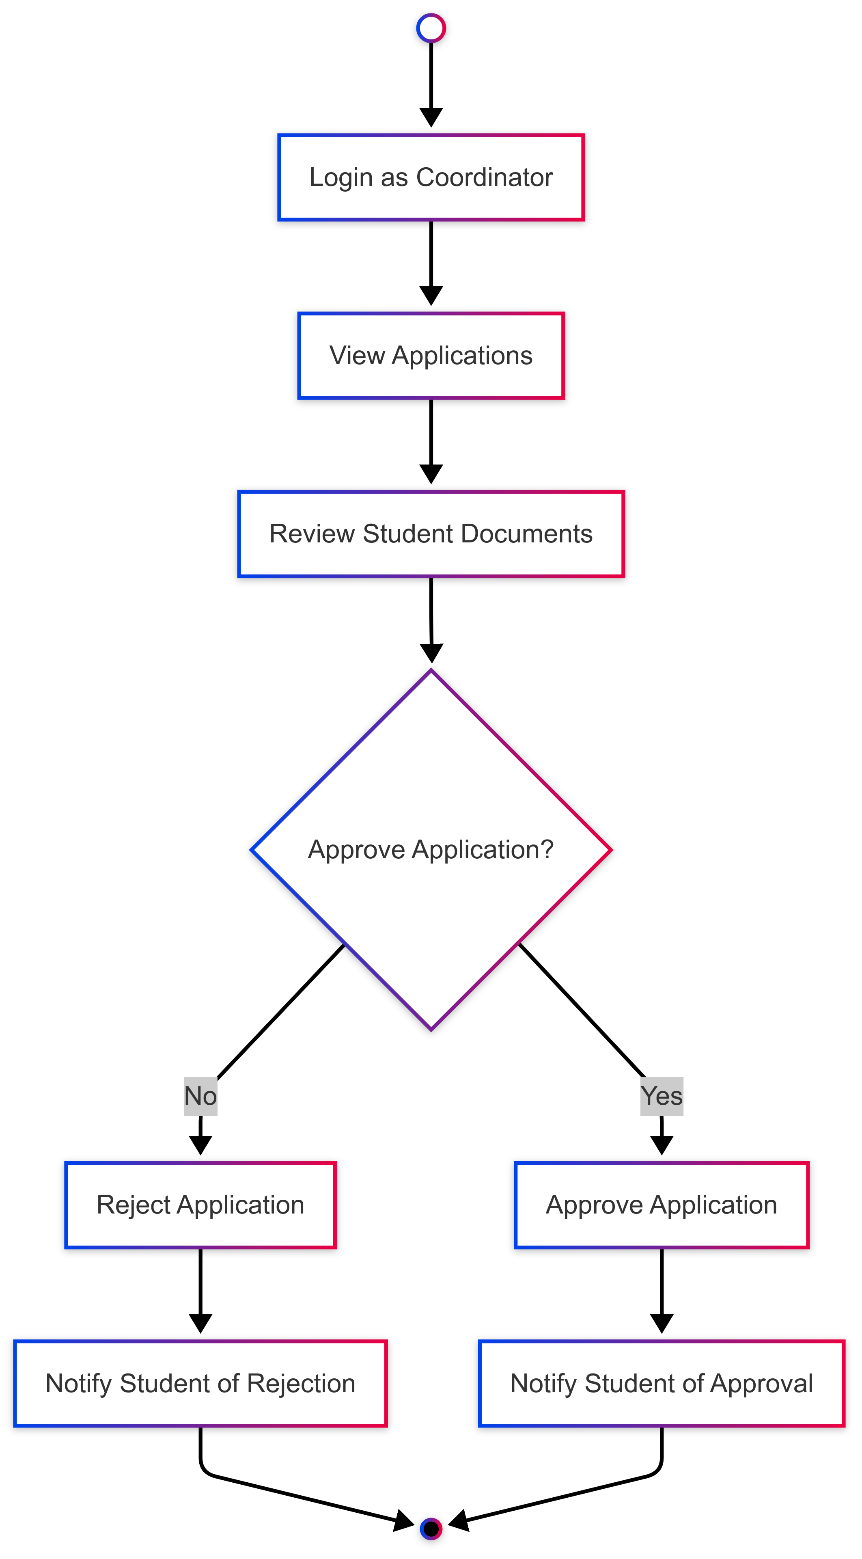 Login as Coordinator
View Applications
Review Student Documents
Approve Application?
No
Yes
Reject Application
Approve Application
Notify Student of Rejection
Notify Student of Approval